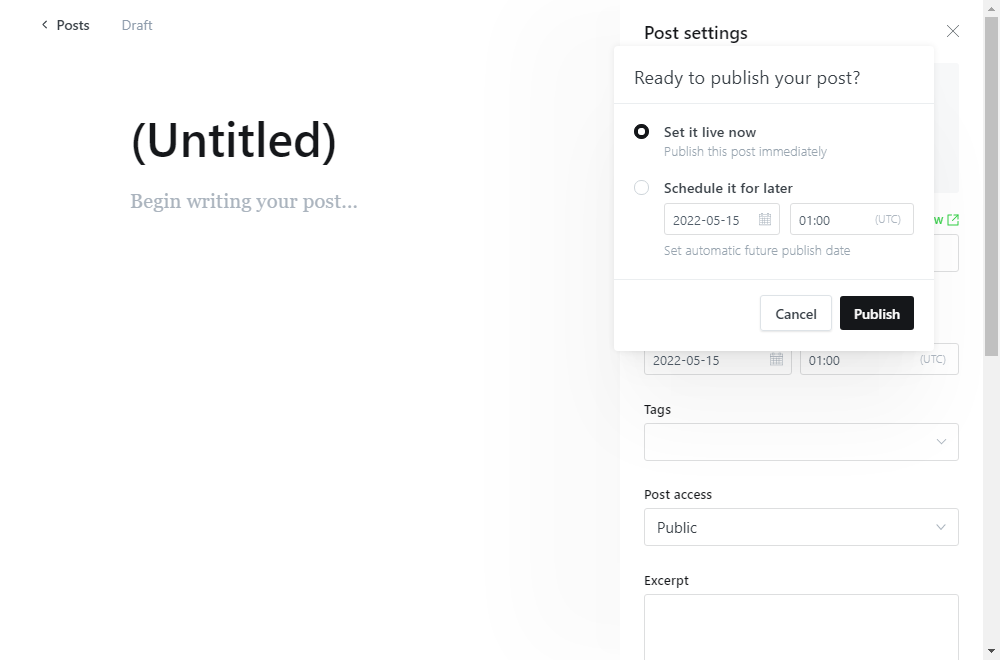 Posts
Draft
(Untitled)
Begin writing your post...
Post settings
Ready to publish your post?
Set it live now
Publish this post immediately
Schedule it for later
2022-05-15
01:00
(UTC)
Set automatic future publish date
Cancel
Publish
2022-05-15
01:00
(UTC)
Tags
Post access
Public
Excerpt